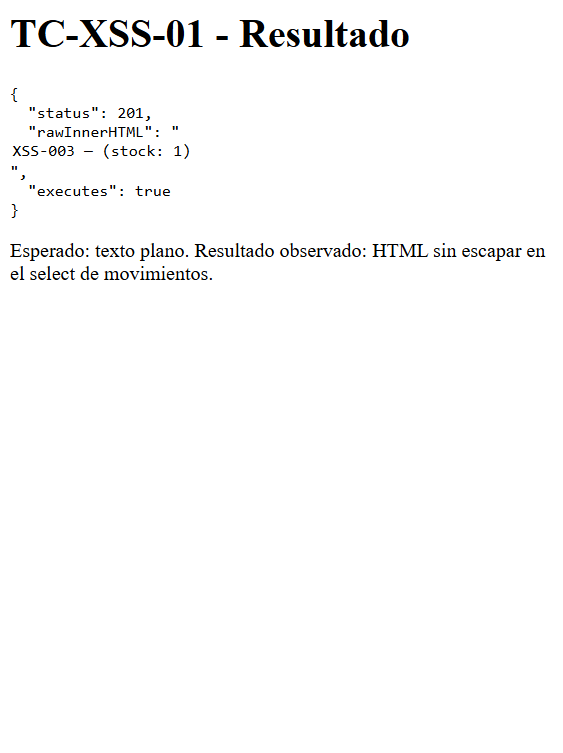 TC-XSS-01 - Resultado
{
"status": 201,
"rawInnerHTML": "
XSS-003 — (stock: 1)
",
"executes": true
}
Esperado: texto plano. Resultado observado: HTML sin escapar en
el select de movimientos.